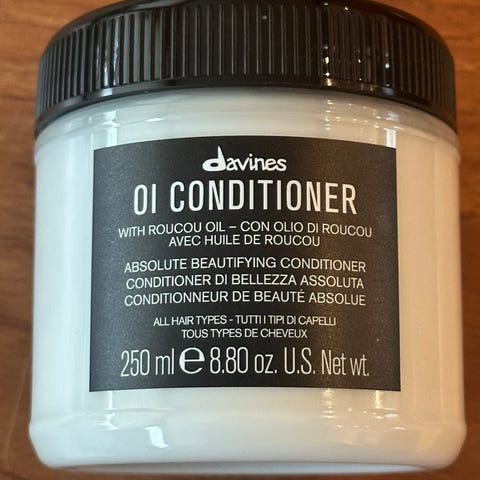 davines
OI CONDITIONER
WITH ROUCOU OIL – CON OLIO DI ROUCOU
AVEC HUILE DE ROUCOU
ABSOLUTE BEAUTIFYING CONDITIONER
CONDITIONER DI BELLEZZA ASSOLUTA
CONDITIONNEUR DE BEAUTÉ ABSOLUE
ALL HAIR TYPES - TUTTI I TIPI DI CAPELLI
TOUS TYPES DE CHEVEUX
250 ml ℮ 8.80 oz. U.S. Net wt.